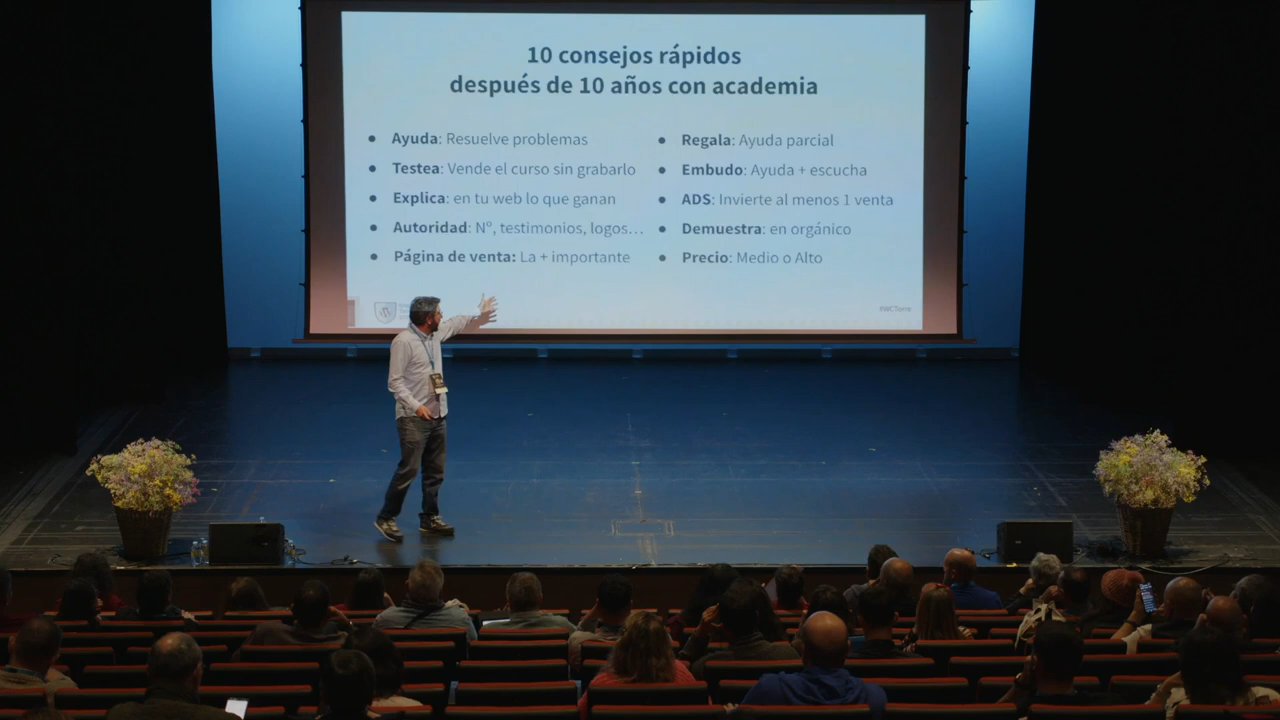 10 consejos rápidos
después de 10 años con academia
● Ayuda: Resuelve problemas
● Testea: Vende el curso sin grabarlo
● Explica: en tu web lo que ganan
● Autoridad: Nº, testimonios, logos...
● Página de venta: La + importante
● Regala: Ayuda parcial
● Embudo: Ayuda + escucha
● ADS: Invierte al menos 1 venta
● Demuestra: en orgánico
● Precio: Medio o Alto